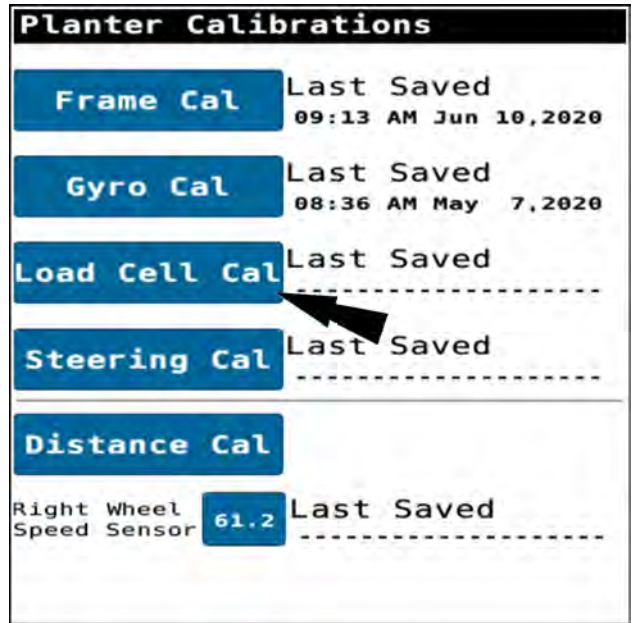 Planter Calibrations
Frame Cal
Last Saved
09:13 AM Jun 10,2020
Gyro Cal
Last Saved
08:36 AM May  7,2020
Load Cell Cal
Last Saved
--------------------
Steering Cal
Last Saved
--------------------
Distance Cal
Right Wheel
Speed Sensor
61.2
Last Saved
--------------------